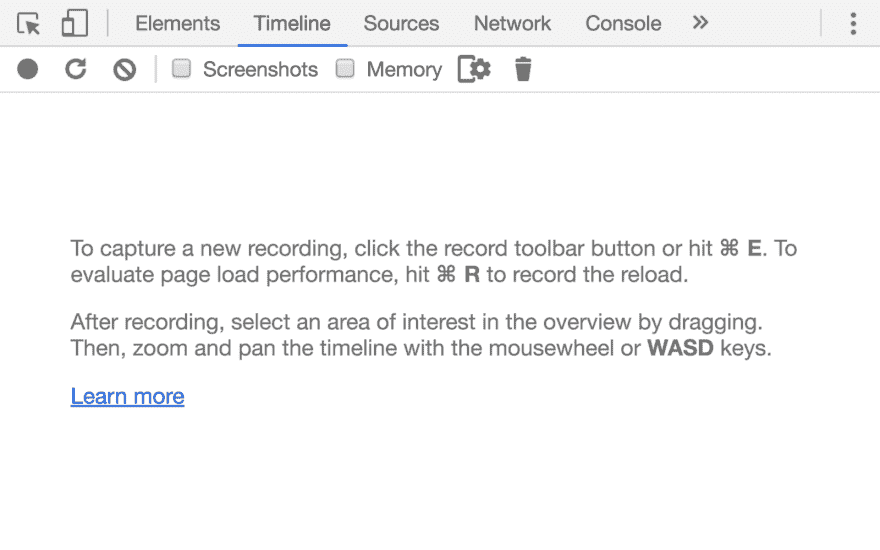 Elements Timeline Sources Network Console »
Screenshots Memory
To capture a new recording, click the record toolbar button or hit ⌘ E. To
evaluate page load performance, hit ⌘ R to record the reload.
After recording, select an area of interest in the overview by dragging.
Then, zoom and pan the timeline with the mousewheel or WASD keys.
Learn more